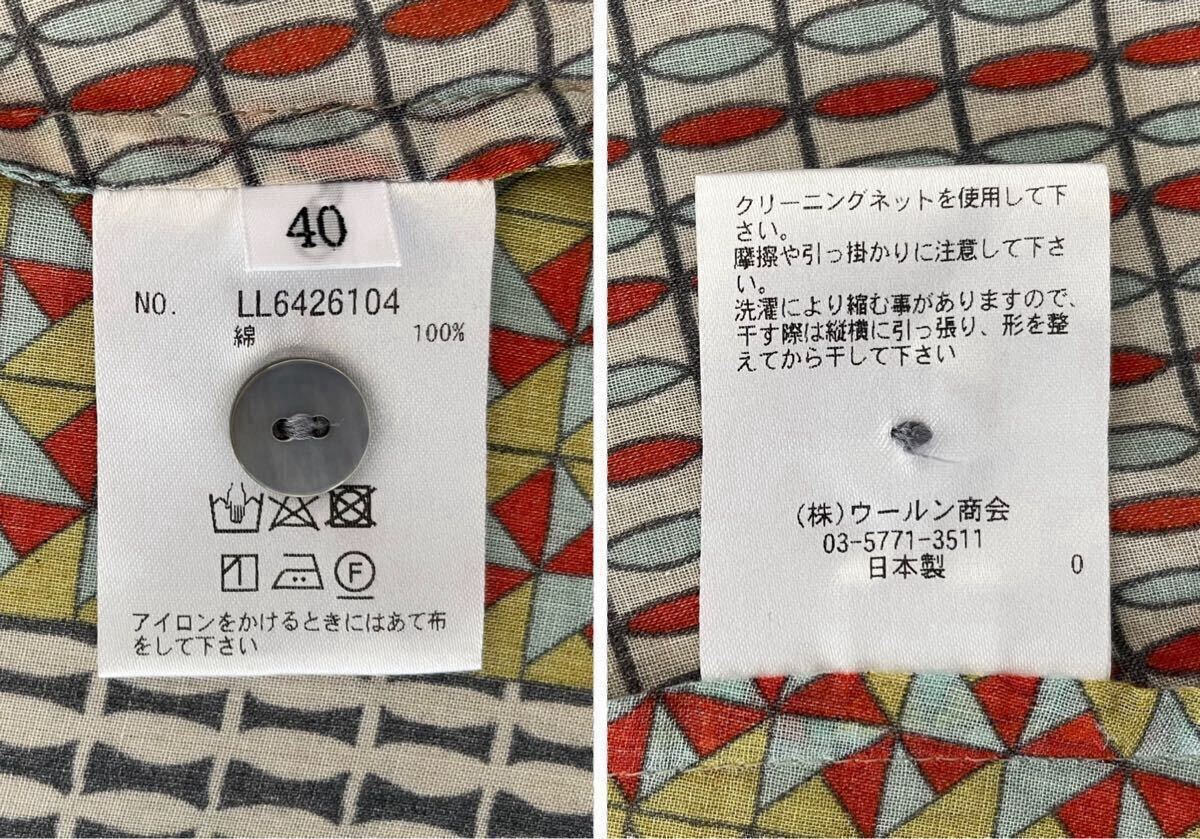 40
NO. LL6426104
綿 100%
F
アイロンをかけるときにはあて布
をして下さい
クリーニングネットを使用して下
さい。
摩擦や引っ掛かりに注意して下さ
い。
洗濯により縮む事がありますので、
干す際は縦横に引っ張り、形を整
えてから干して下さい
(株)ウールン商会
03-5771-3511
日本製 0